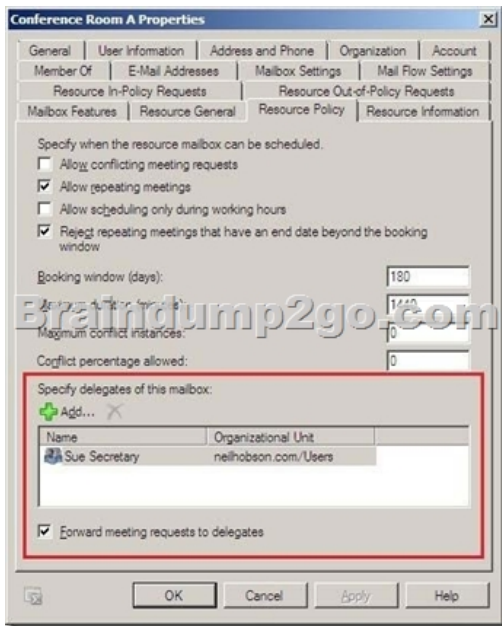 Conference Room A Properties
General User Information Address and Phone Organization Account
Member Of E-Mail Addresses Mailbox Settings Mail Flow Settings
Resource In-Policy Requests Resource Out-of-Policy Requests
Mailbox Features Resource General Resource Policy Resource Information
Specify when the resource mailbox can be scheduled.
Allow conflicting meeting requests
Allow repeating meetings
Allow scheduling only during working hours
Reject repeating meetings that have an end date beyond the booking
window
Booking window (days): 180
Braindump2go.com
1440
Maximum conflict instances: 0
Conflict percentage allowed: 0
Specify delegates of this mailbox:
Add...
Name Organizational Unit
Sue Secretary neilhobson.com/Users
Forward meeting requests to delegates
OK Cancel Apply Help